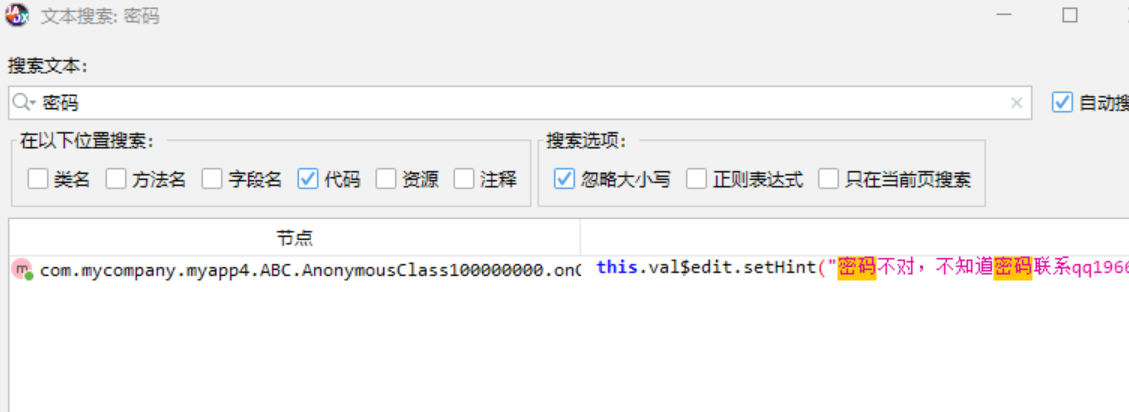 文本搜索: 密码
搜索文本:
密码
自动搜
在以下位置搜索:
搜索选项:
类名 方法名 字段名 代码 资源 注释
忽略大小写 正则表达式 只在当前页搜索
节点
com.mycompany.myapp4.ABC.AnonymousClass100000000.onC
this.val$edit.setHint("密码不对，不知道密码联系qq1966